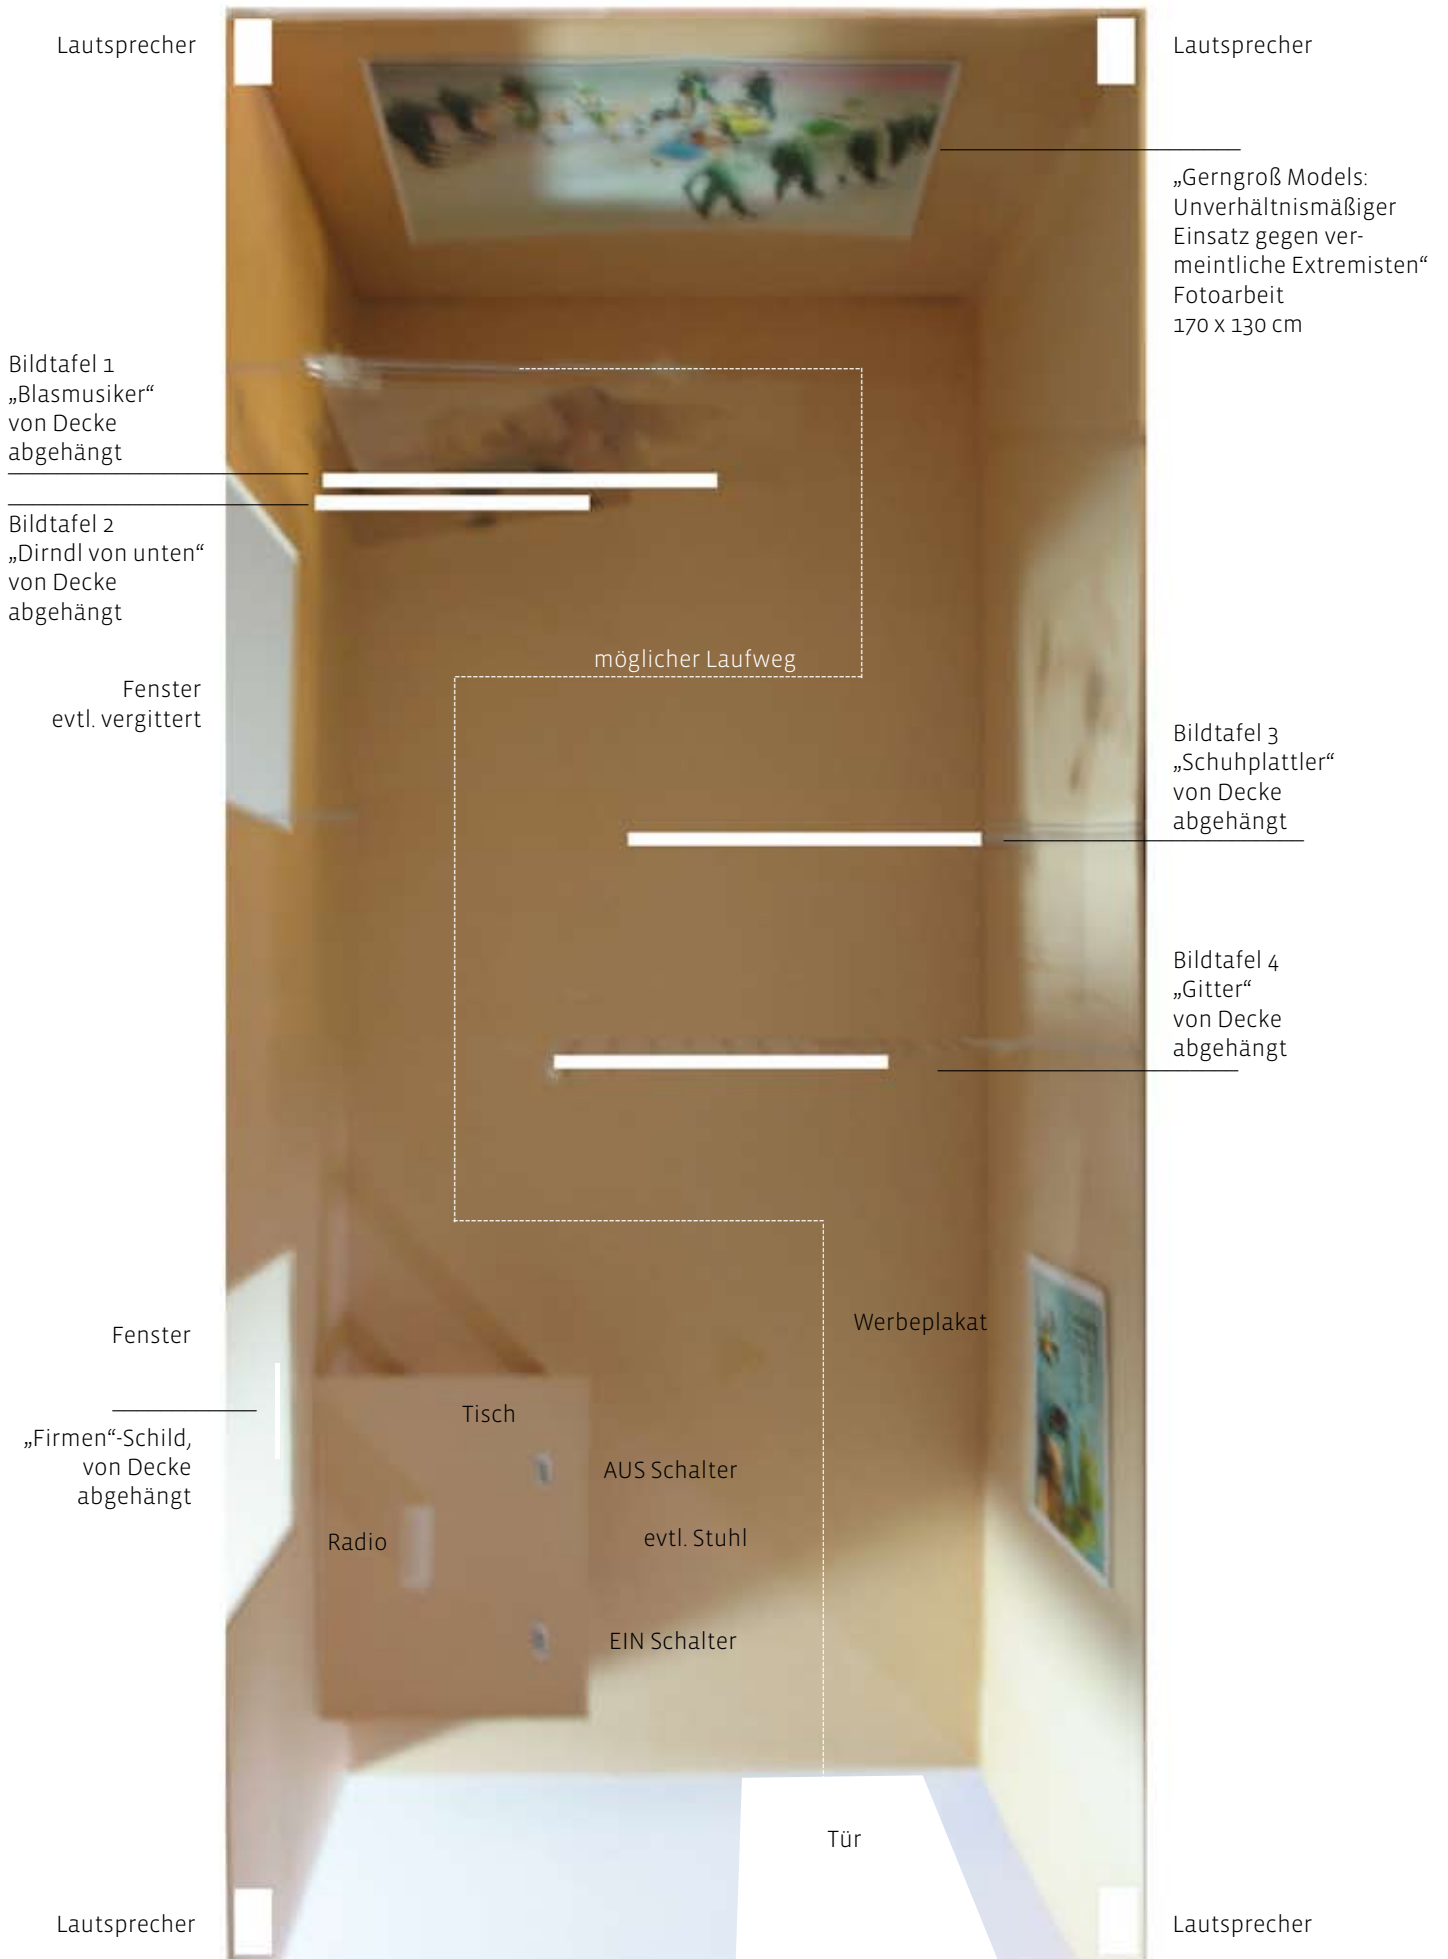 Lautsprecher
Lautsprecher
„Gerngroß Models:
Unverhältnismäßiger
Einsatz gegen ver-
meintliche Extremisten“
Fotoarbeit
170 x 130 cm
Bildtafel 1
„Blasmusiker“
von Decke
abgehängt
Bildtafel 2
„Dirndl von unten“
von Decke
abgehängt
möglicher Laufweg
Fenster
evtl. vergittert
Bildtafel 3
„Schuhplattler“
von Decke
abgehängt
Bildtafel 4
„Gitter“
von Decke
abgehängt
Werbeplakat
Fenster
„Firmen“-Schild,
von Decke
abgehängt
Tisch
AUS Schalter
Radio
evtl. Stuhl
EIN Schalter
Tür
Lautsprecher
Lautsprecher